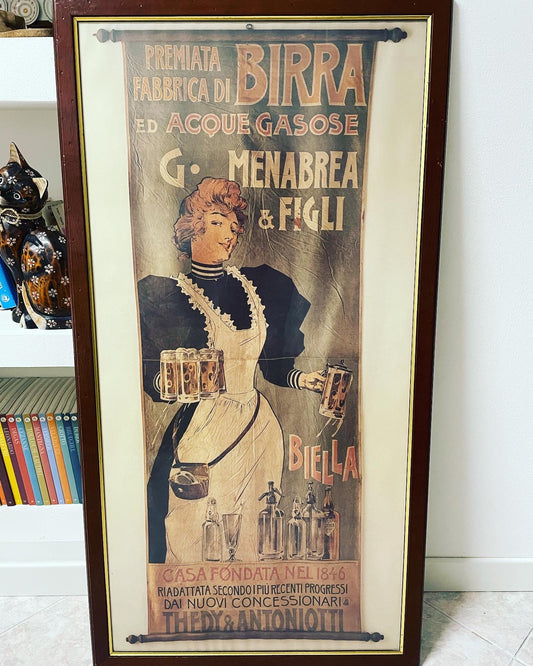 PREMIATA
FABBRICA DI BIRRA
ED ACQUE GASOSE
G. MENABREA
& FIGLI
BIELLA
CASA FONDATA NEL 1846
RIADATTATA SECONDO I PIÙ RECENTI PROGRESSI
DAI NUOVI CONCESSIONARI
THEDY & ANTONIOTTI